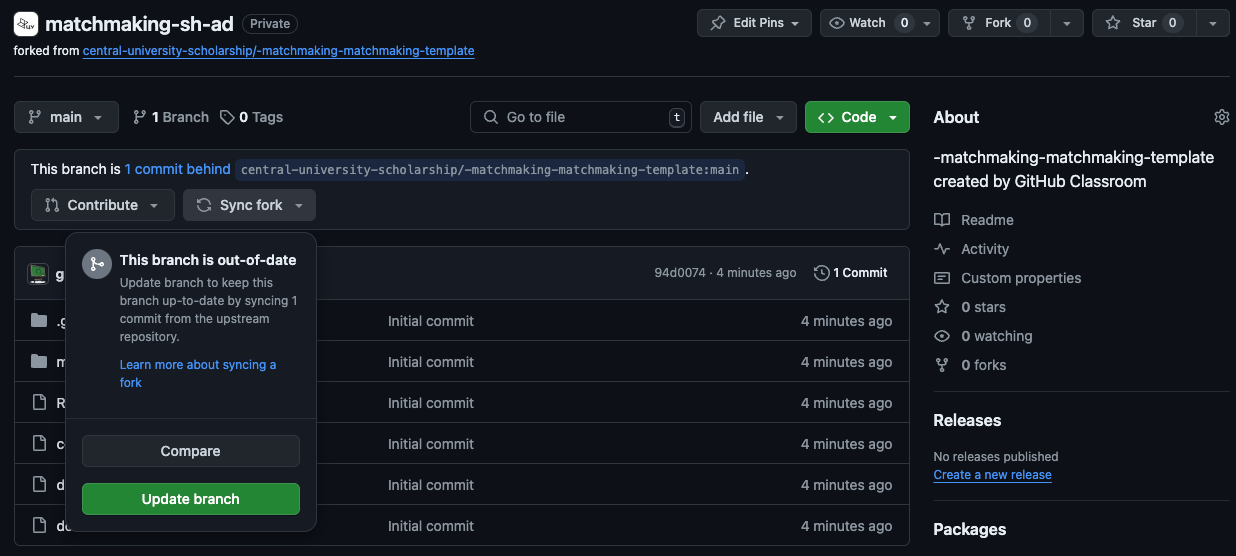 matchmaking-sh-ad Private Edit Pins Watch 0 Fork 0 Star 0
forked from central-university-scholarship/-matchmaking-matchmaking-template
main 1 Branch 0 Tags Go to file t Add file Code
This branch is 1 commit behind central-university-scholarship/-matchmaking-matchmaking-template:main .
Contribute Sync fork
This branch is out-of-date
Update branch to keep this
branch up-to-date by syncing 1
commit from the upstream
repository.
Learn more about syncing a
fork
Compare
Update branch
g 94d0074 · 4 minutes ago 1 Commit
.g Initial commit 4 minutes ago
m Initial commit 4 minutes ago
R Initial commit 4 minutes ago
c Initial commit 4 minutes ago
d Initial commit 4 minutes ago
do Initial commit 4 minutes ago
About
-matchmaking-matchmaking-template
created by GitHub Classroom
Readme
Activity
Custom properties
0 stars
0 watching
0 forks
Releases
No releases published
Create a new release
Packages